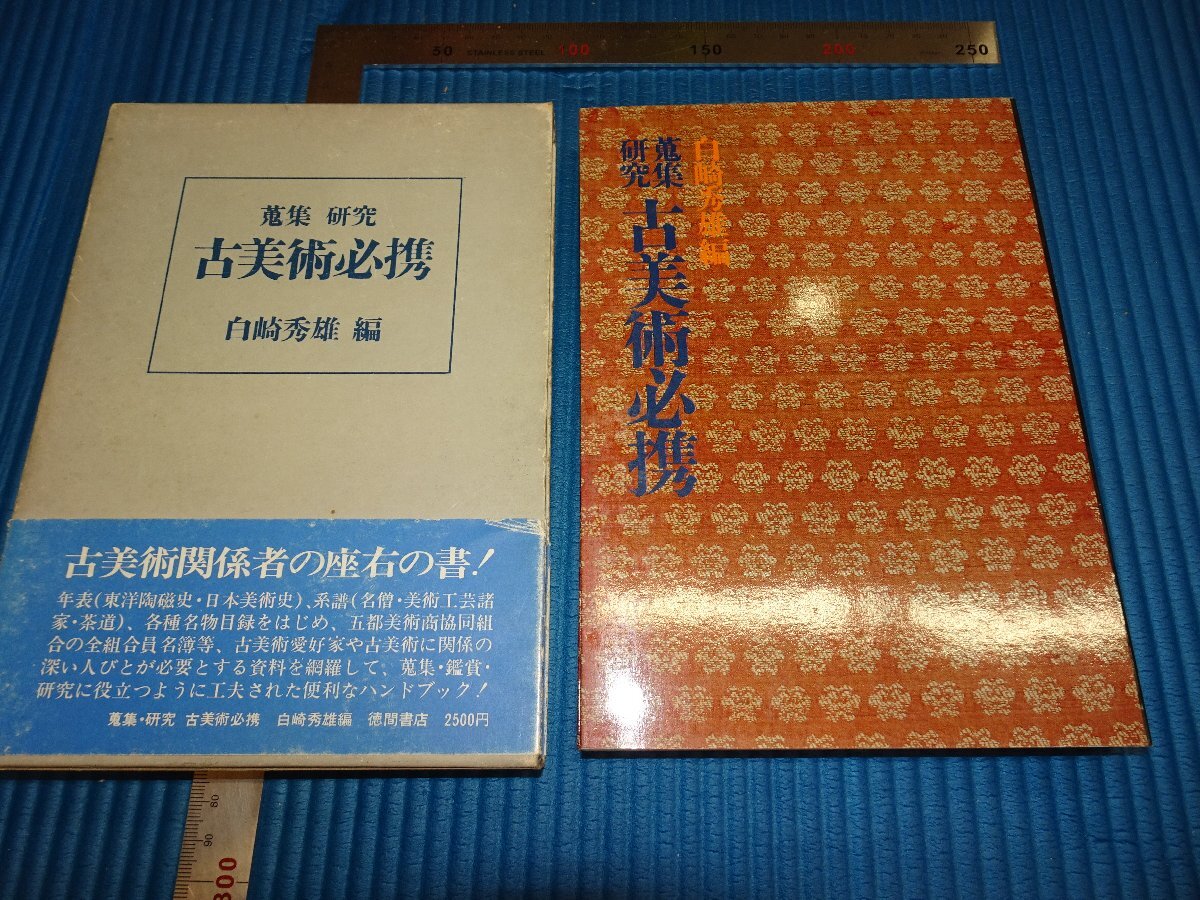 50 STAINLESS STEEL 100 150 200 250
蒐集 研究
古美術必携
白崎秀雄 編
古美術関係者の座右の書!
年表(東洋陶磁史・日本美術史)、系譜(名僧・美術工芸諸
家・茶道)、各種名物目録をはじめ、五都美術商協同組
合の全組合員名簿等、古美術愛好家や古美術に関係の
深い人びとが必要とする資料を網羅して、蒐集・鑑賞・
研究に役立つように工夫された便利なハンドブック!
蒐集・研究 古美術必携 白崎秀雄編 徳間書店 2500円
白崎秀雄編
蒐集
研究
古美術必携
80
90
300